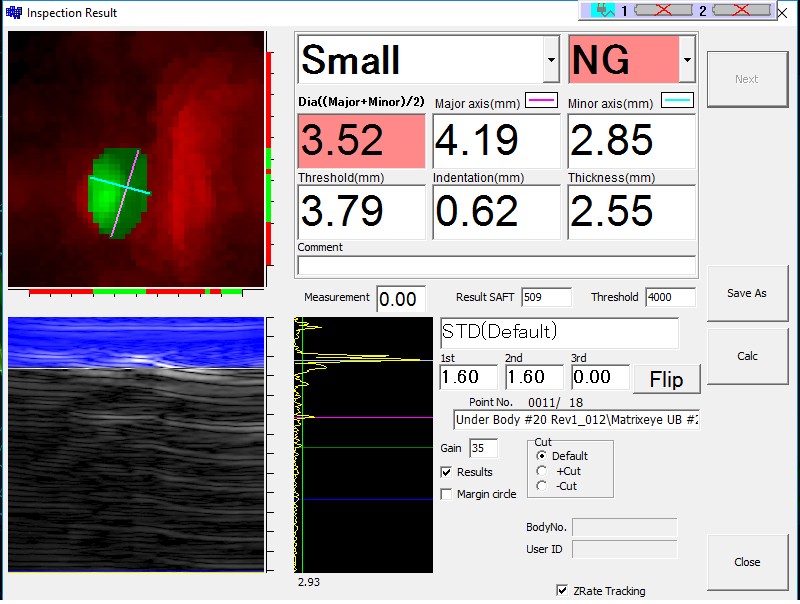 Inspection Result
1 2
Small NG
Next
Dia((Major+Minor)/2) Major axis(mm) Minor axis(mm)
3.52 4.19 2.85
Threshold(mm) Indentation(mm) Thickness(mm)
3.79 0.62 2.55
Comment
Measurement 0.00 Result SAFT 509 Threshold 4000
Save As
STD(Default)
Calc
1st 2nd 3rd
1.60 1.60 0.00 Flip
Point No. 0011/ 18
Under Body #20 Rev1_012\Matrixeye UB #2
Gain 35
Cut
Default
+Cut
-Cut
Results
Margin circle
BodyNo.
User ID
Close
2.93
ZRate Tracking